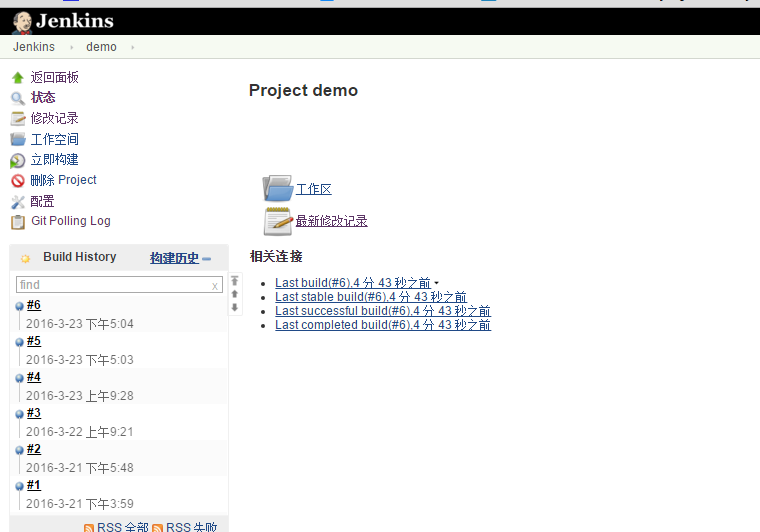 Jenkins
Jenkins demo
返回面板
状态
修改记录
工作空间
立即构建
删除 Project
配置
Git Polling Log
Build History 构建历史
find x
#6
2016-3-23 下午5:04
#5
2016-3-23 下午5:03
#4
2016-3-23 上午9:28
#3
2016-3-22 上午9:21
#2
2016-3-21 下午5:48
#1
2016-3-21 下午3:59
RSS 全部 RSS 失败
Project demo
工作区
最新修改记录
相关连接
Last build(#6),4 分 43 秒之前
Last stable build(#6),4 分 43 秒之前
Last successful build(#6),4 分 43 秒之前
Last completed build(#6),4 分 43 秒之前